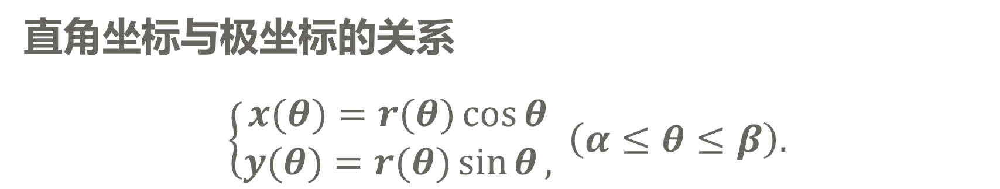 直角坐标与极坐标的关系
{ x(θ) = r(θ) cos θ
y(θ) = r(θ) sin θ , (α ≤ θ ≤ β).